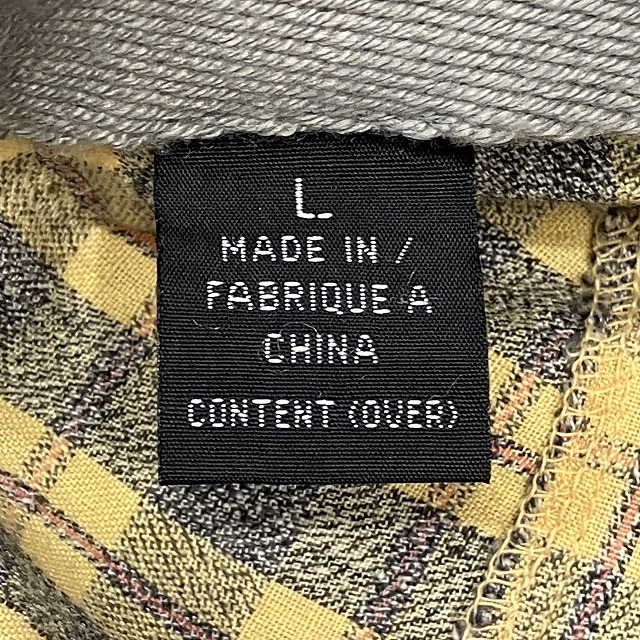 L
MADE IN /
FABRIQUE A
CHINA
CONTENT (OVER)